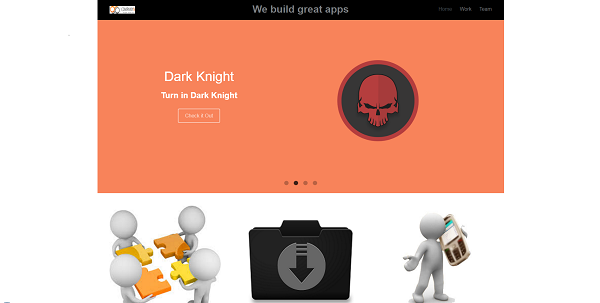 We build great apps
Home Work Team
Dark Knight
Turn in Dark Knight
Check it Out